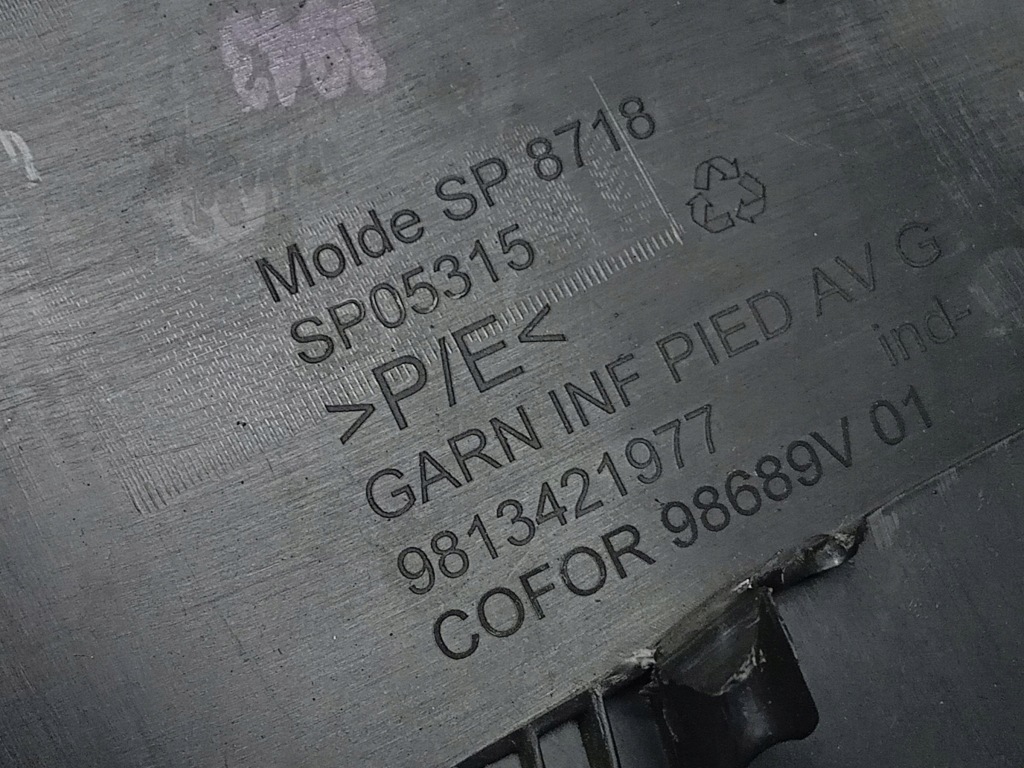 Molde SP 8718
SP05315
>P/E<
GARN INF PIED AV G
9813421977
ind-
COFOR 98689V 01